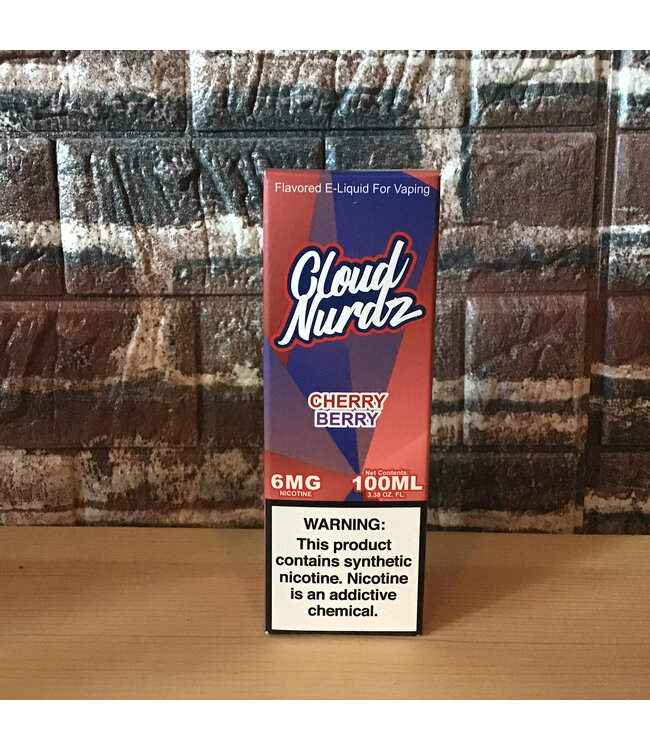 Flavored E-Liquid For Vaping
Cloud
Nurdz
CHERRY
BERRY
6MG
NICOTINE
Net Contents
100ML
3.38 OZ. FL.
WARNING:
This product
contains synthetic
nicotine. Nicotine
is an addictive
chemical.